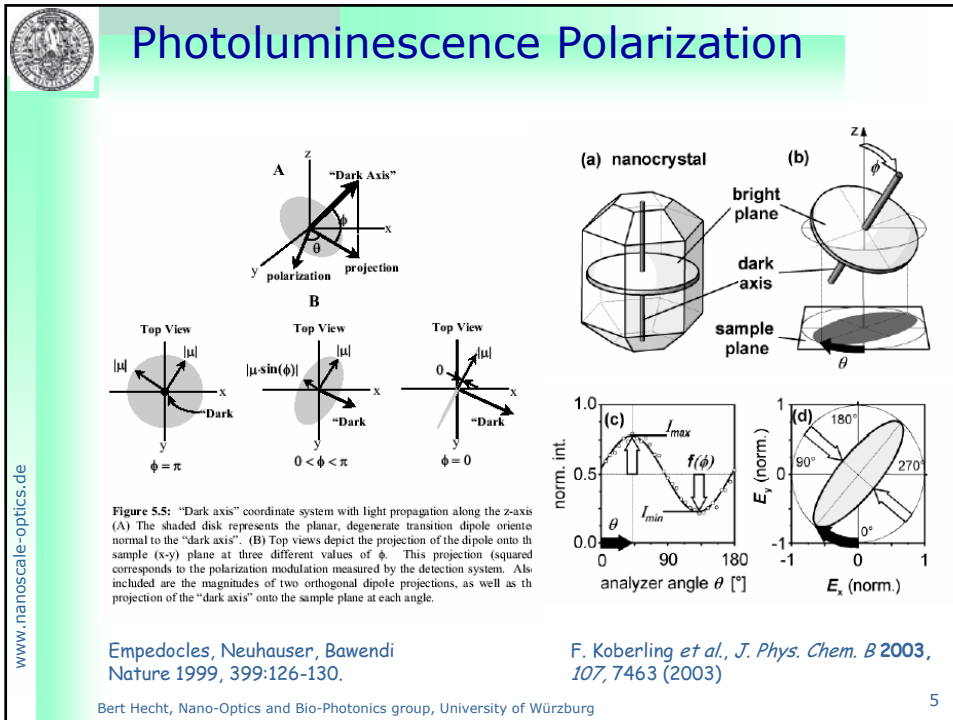 Photoluminescence Polarization
www.nanoscale-optics.de
z
A
"Dark Axis"
ϕ
x
θ
y
polarization
projection
B
Top View
Top View
Top View
|μ|
|μ|
|μ·sin(ϕ)|
|μ|
|μ|
0
x
x
x
"Dark
"Dark
"Dark
y
y
y
ϕ = π
0 < ϕ < π
ϕ = 0
Figure 5.5: "Dark axis" coordinate system with light propagation along the z-axis
(A) The shaded disk represents the planar, degenerate transition dipole oriente
normal to the "dark axis". (B) Top views depict the projection of the dipole onto th
sample (x-y) plane at three different values of ϕ. This projection (squared
corresponds to the polarization modulation measured by the detection system. Als
included are the magnitudes of two orthogonal dipole projections, as well as th
projection of the "dark axis" onto the sample plane at each angle.
(a) nanocrystal
(b)
z
ϕ
bright
plane
dark
axis
sample
plane
θ
1.0
0.5
0.0
norm. int.
(c)
Imax
f(ϕ)
Imin
θ
0 90 180
analyzer angle θ [°]
1
0
-1
Ey (norm.)
(d)
180°
90°
270°
0°
-1 0 1
Ex (norm.)
Empedocles, Neuhauser, Bawendi
Nature 1999, 399:126-130.
F. Koberling et al., J. Phys. Chem. B 2003,
107, 7463 (2003)
Bert Hecht, Nano-Optics and Bio-Photonics group, University of Würzburg
5